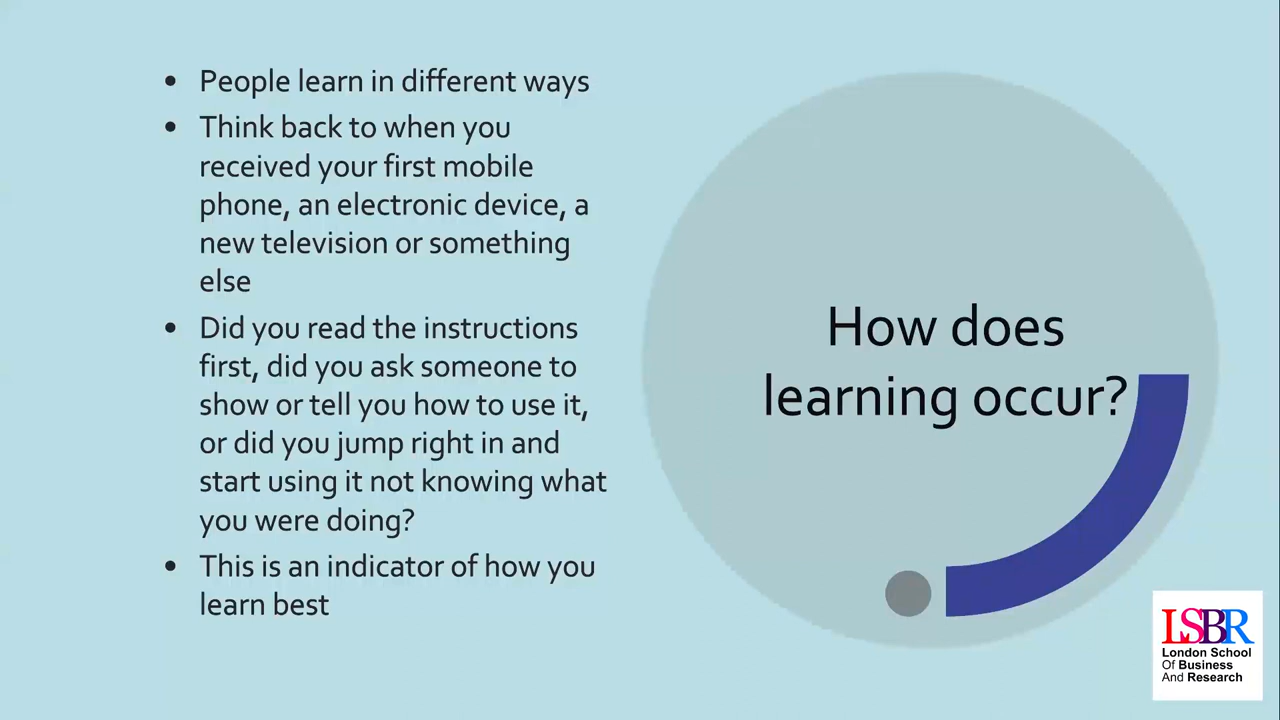 • People learn in different ways
• Think back to when you
received your first mobile
phone, an electronic device, a
new television or something
else
• Did you read the instructions
first, did you ask someone to
show or tell you how to use it,
or did you jump right in and
start using it not knowing what
you were doing?
• This is an indicator of how you
learn best
How does
learning occur?
LSBR
London School
Of Business
And Research